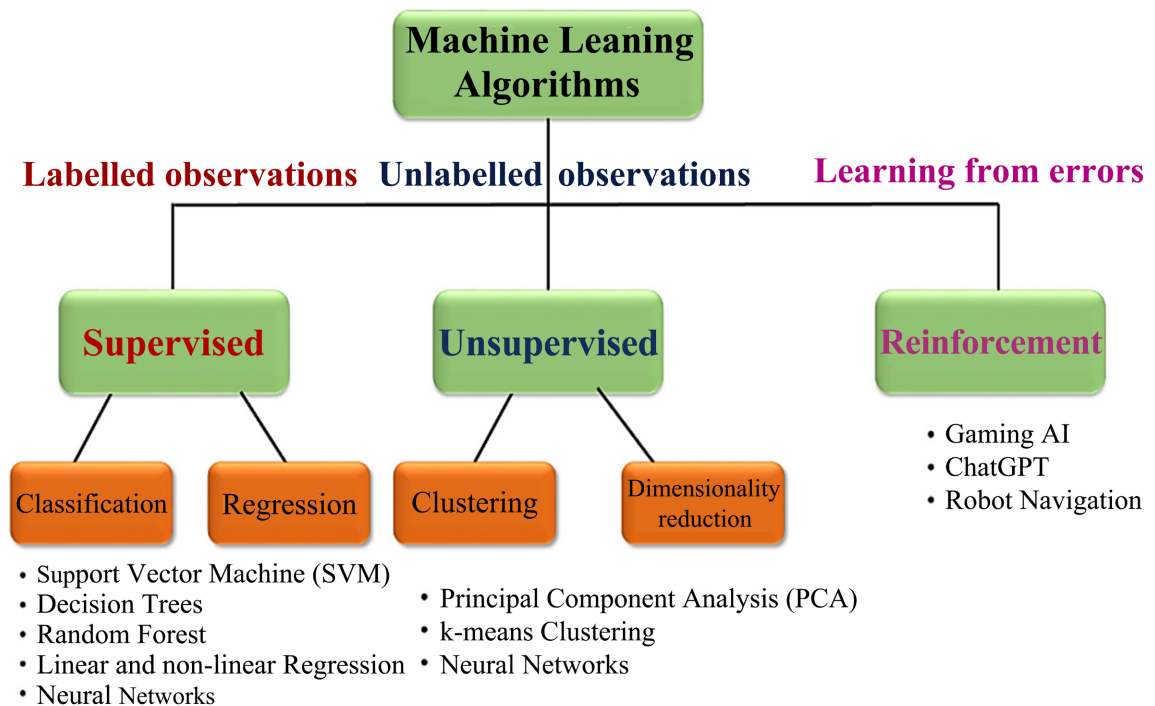 Machine Leaning
Algorithms
Labelled observations
Unlabelled observations
Learning from errors
Supervised
Unsupervised
Reinforcement
Classification
Regression
Clustering
Dimensionality
reduction
• Gaming AI
• ChatGPT
• Robot Navigation
• Support Vector Machine (SVM)
• Decision Trees
• Random Forest
• Linear and non-linear Regression
• Neural Networks
• Principal Component Analysis (PCA)
• k-means Clustering
• Neural Networks